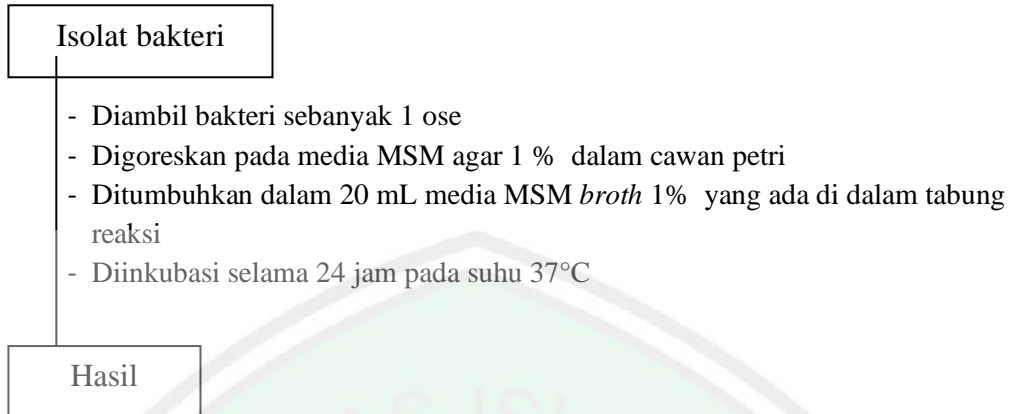 Isolat bakteri
- Diambil bakteri sebanyak 1 ose
- Digoreskan pada media MSM agar 1 % dalam cawan petri
- Ditumbuhkan dalam 20 mL media MSM broth 1% yang ada di dalam tabung
reaksi
- Diinkubasi selama 24 jam pada suhu 37°C
Hasil